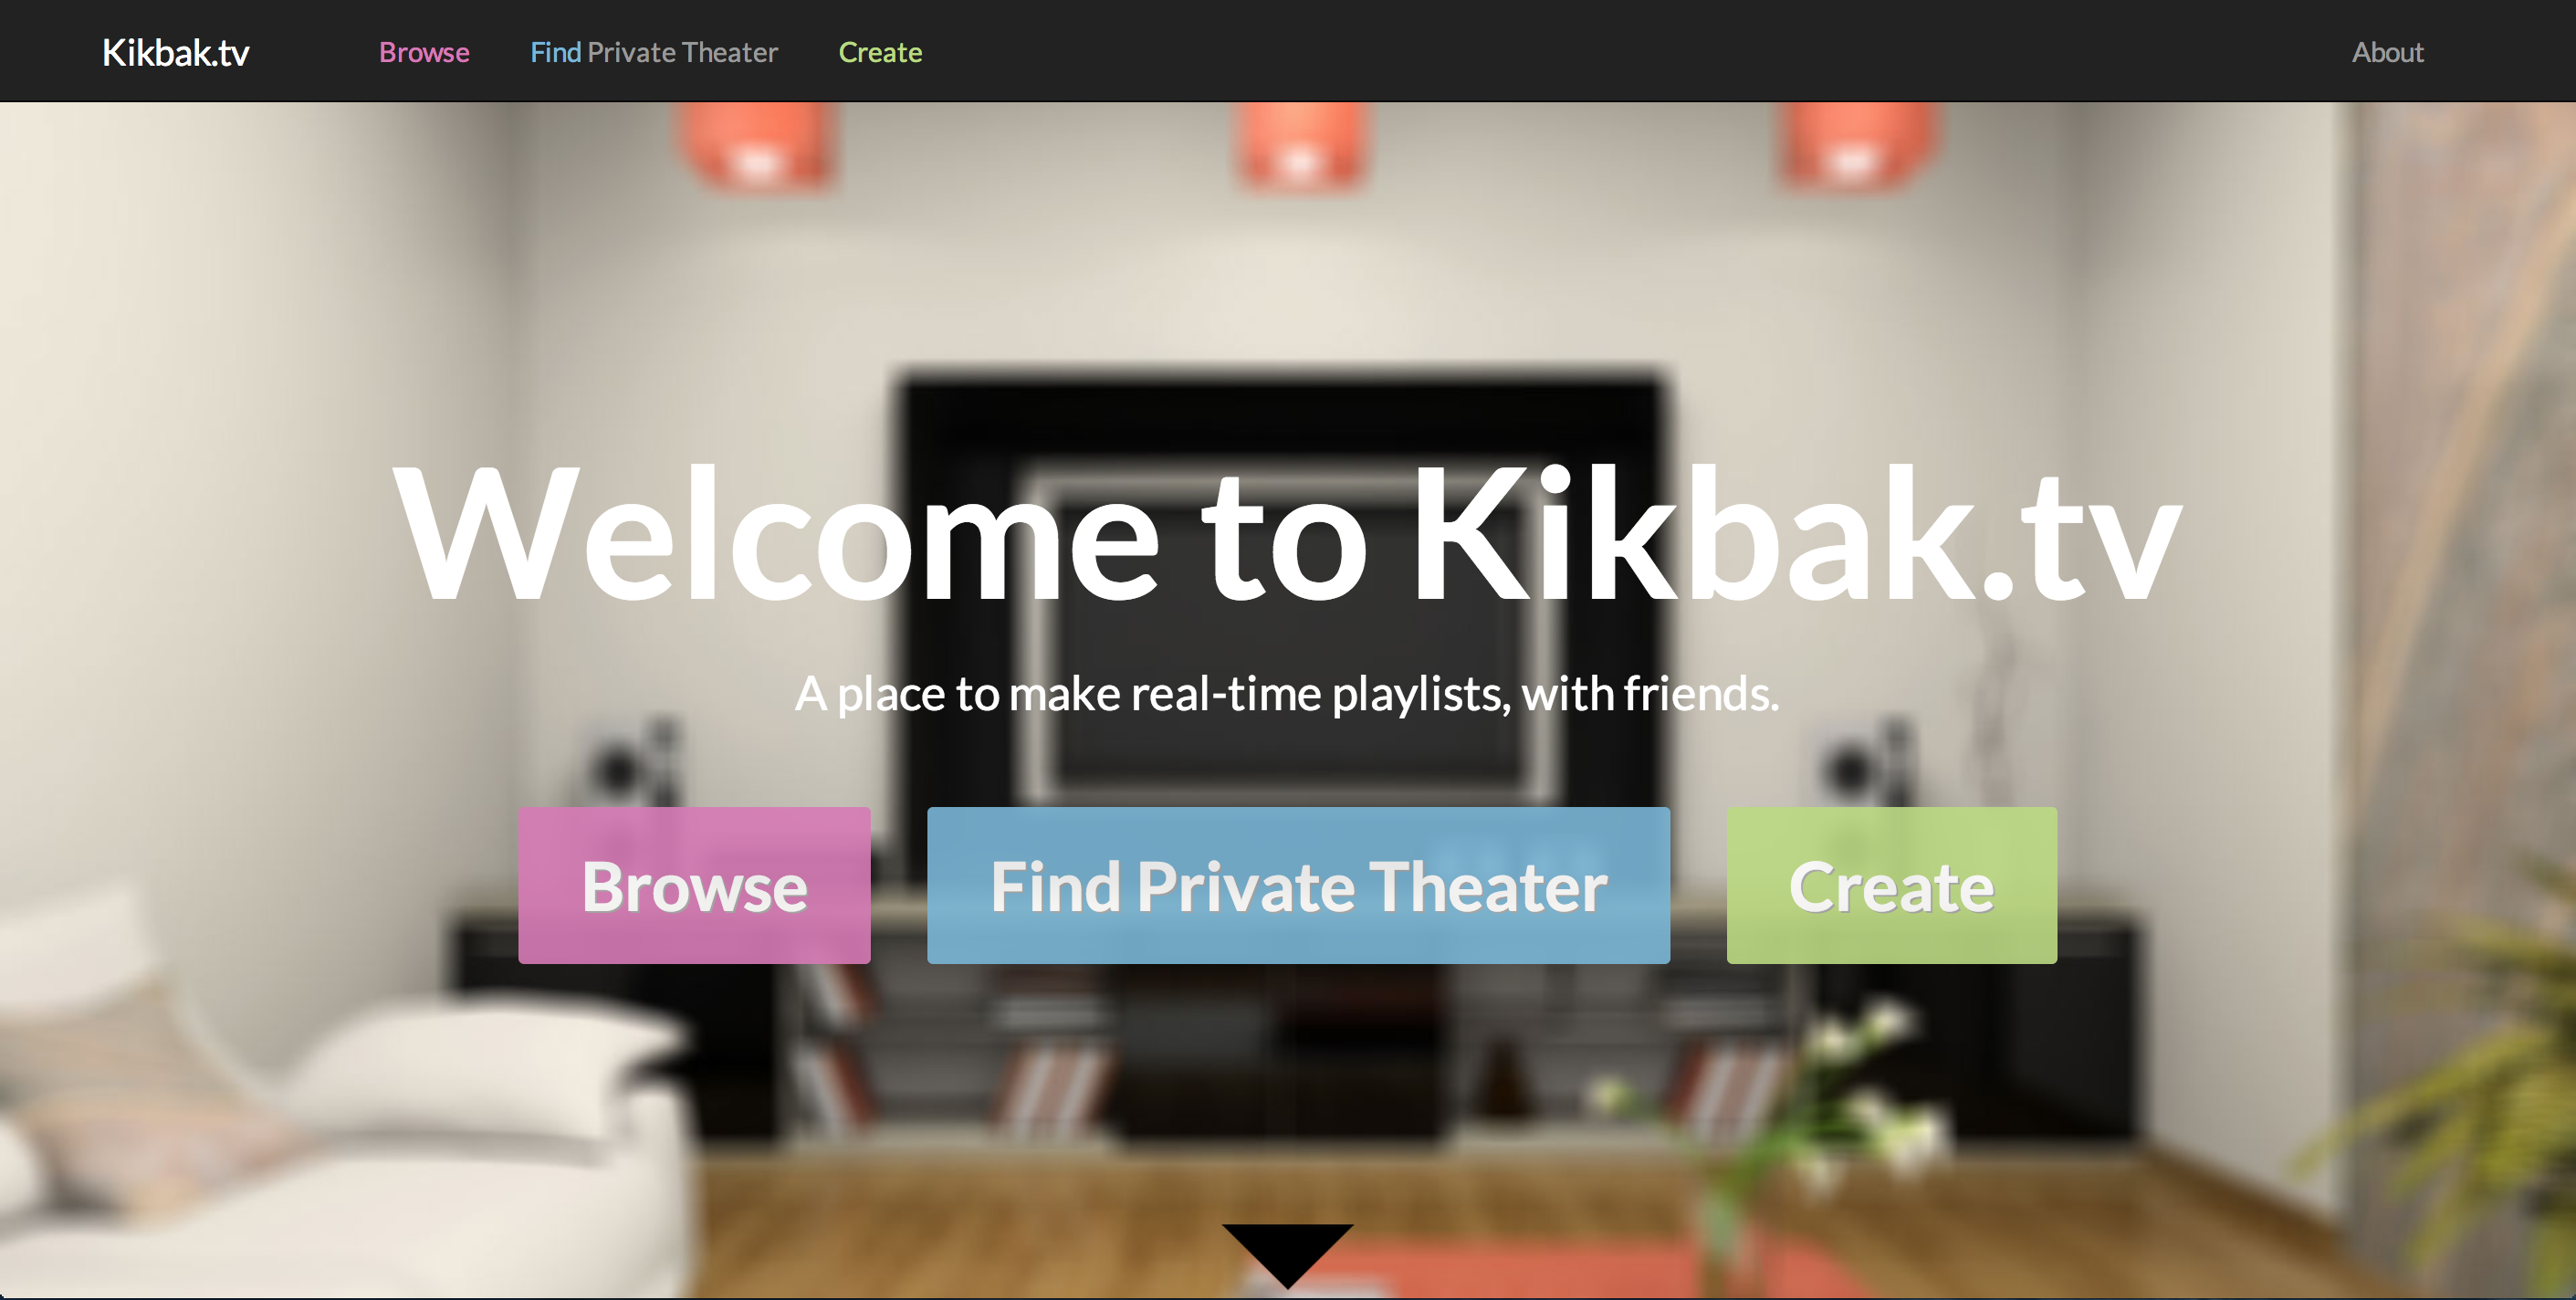 Kikbak.tv Browse Find Private Theater Create About
Welcome to Kikbak.tv
A place to make real-time playlists, with friends.
Browse Find Private Theater Create